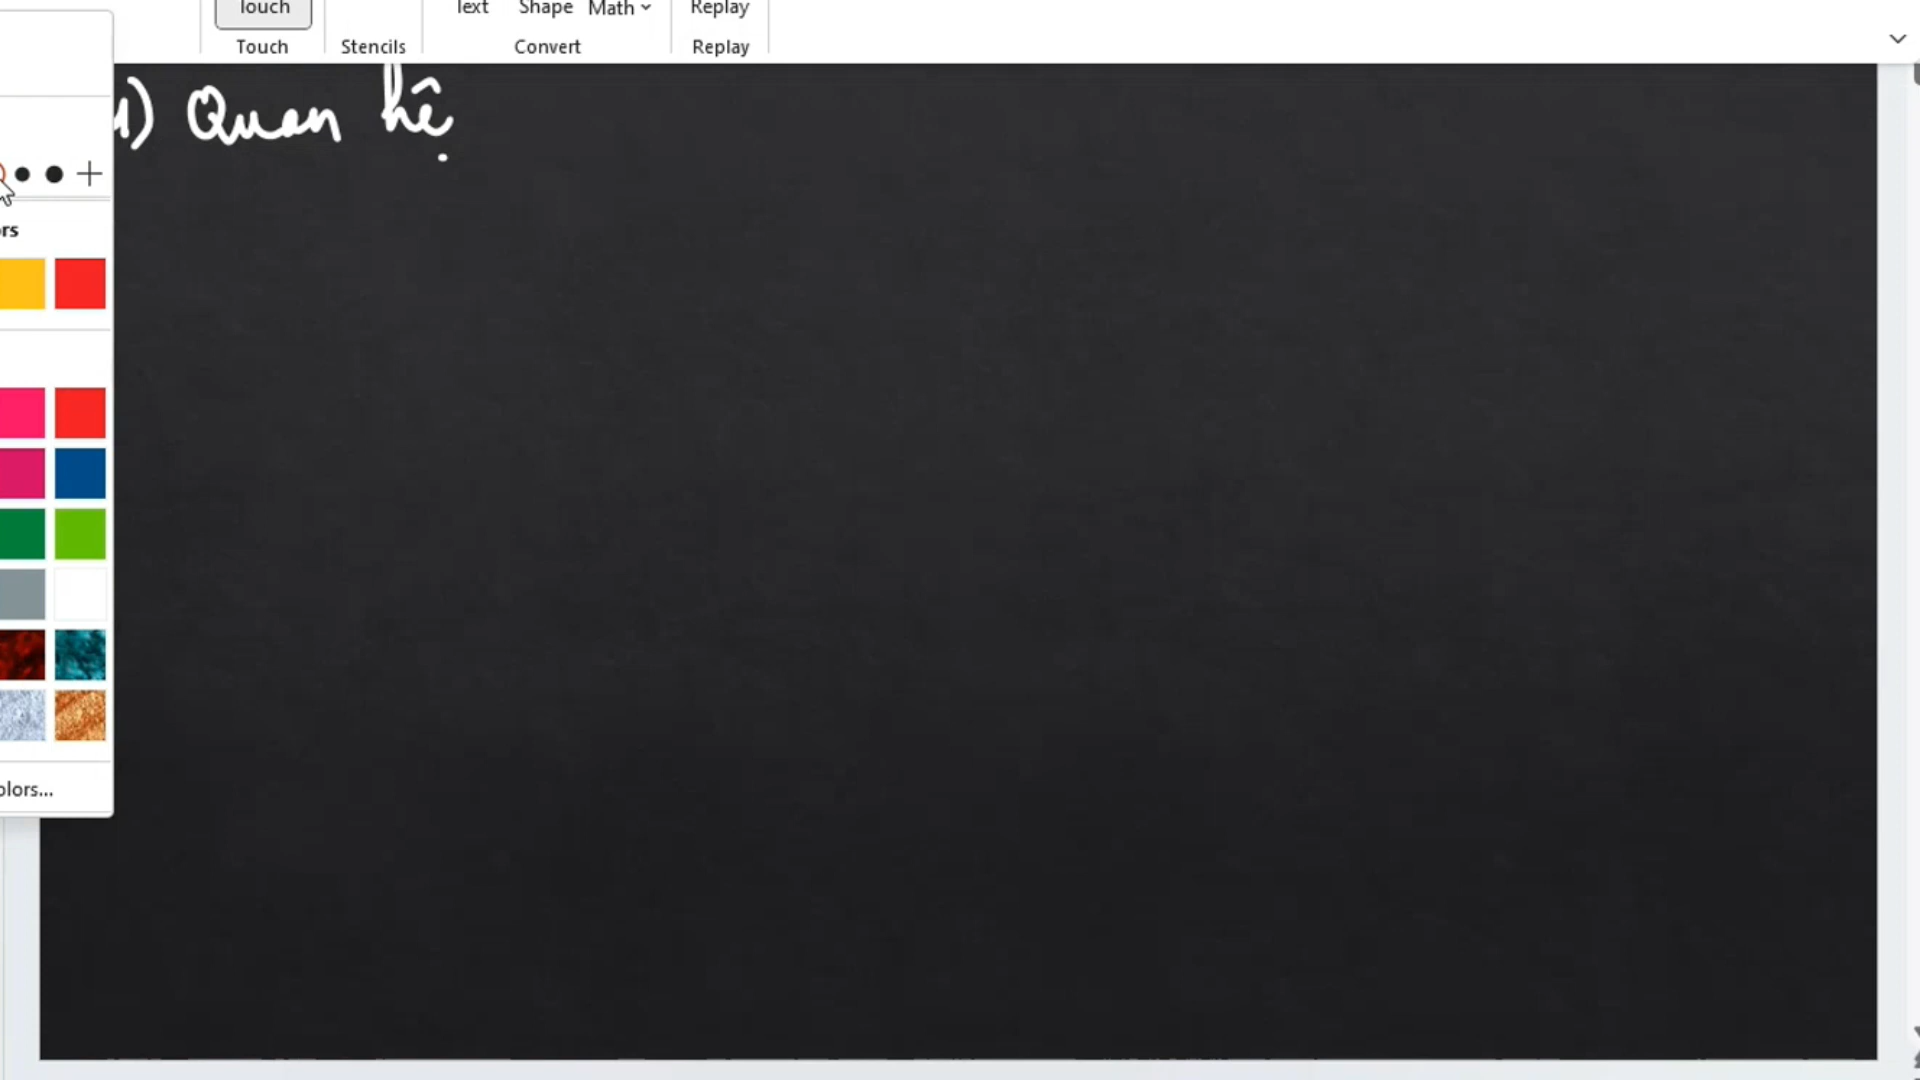 Touch Text Shape Math Replay
Touch Stencils Convert Replay
1) Quan hệ
rs
olors...